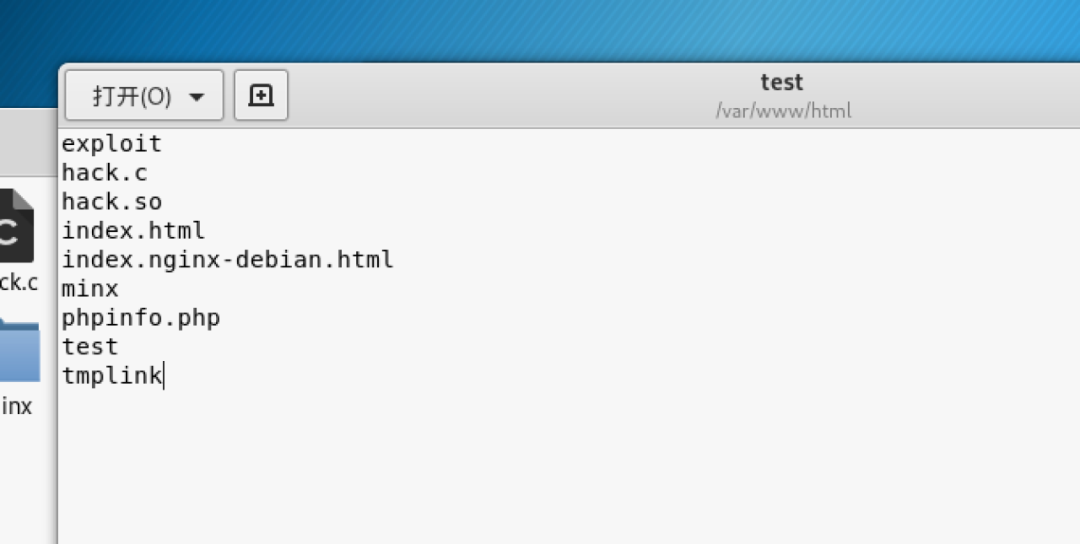 打开(O)
test
/var/www/html
exploit
hack.c
hack.so
index.html
index.nginx-debian.html
minx
phpinfo.php
test
tmplink
C
ck.c
inx